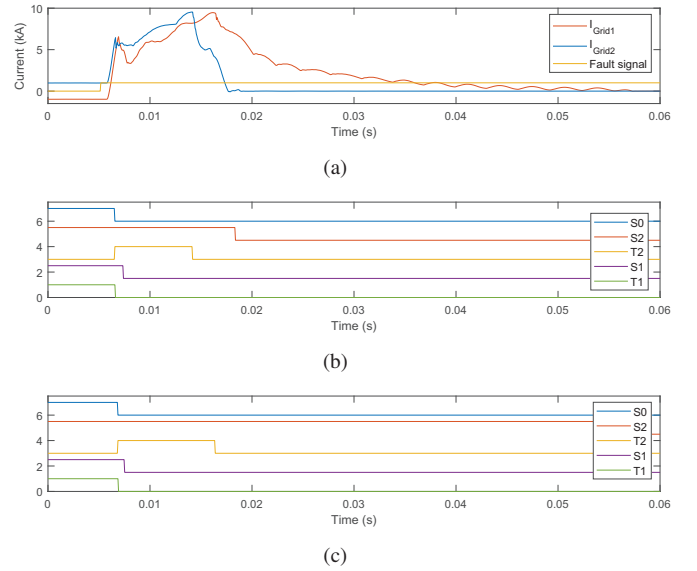 Current (kA)
10
5
0
I_Grid1
I_Grid2
Fault signal
0 0.01 0.02 0.03 0.04 0.05 0.06
Time (s)
(a)
6
4
2
0
S0
S2
T2
S1
T1
0 0.01 0.02 0.03 0.04 0.05 0.06
Time (s)
(b)
6
4
2
0
S0
S2
T2
S1
T1
0 0.01 0.02 0.03 0.04 0.05 0.06
Time (s)
(c)